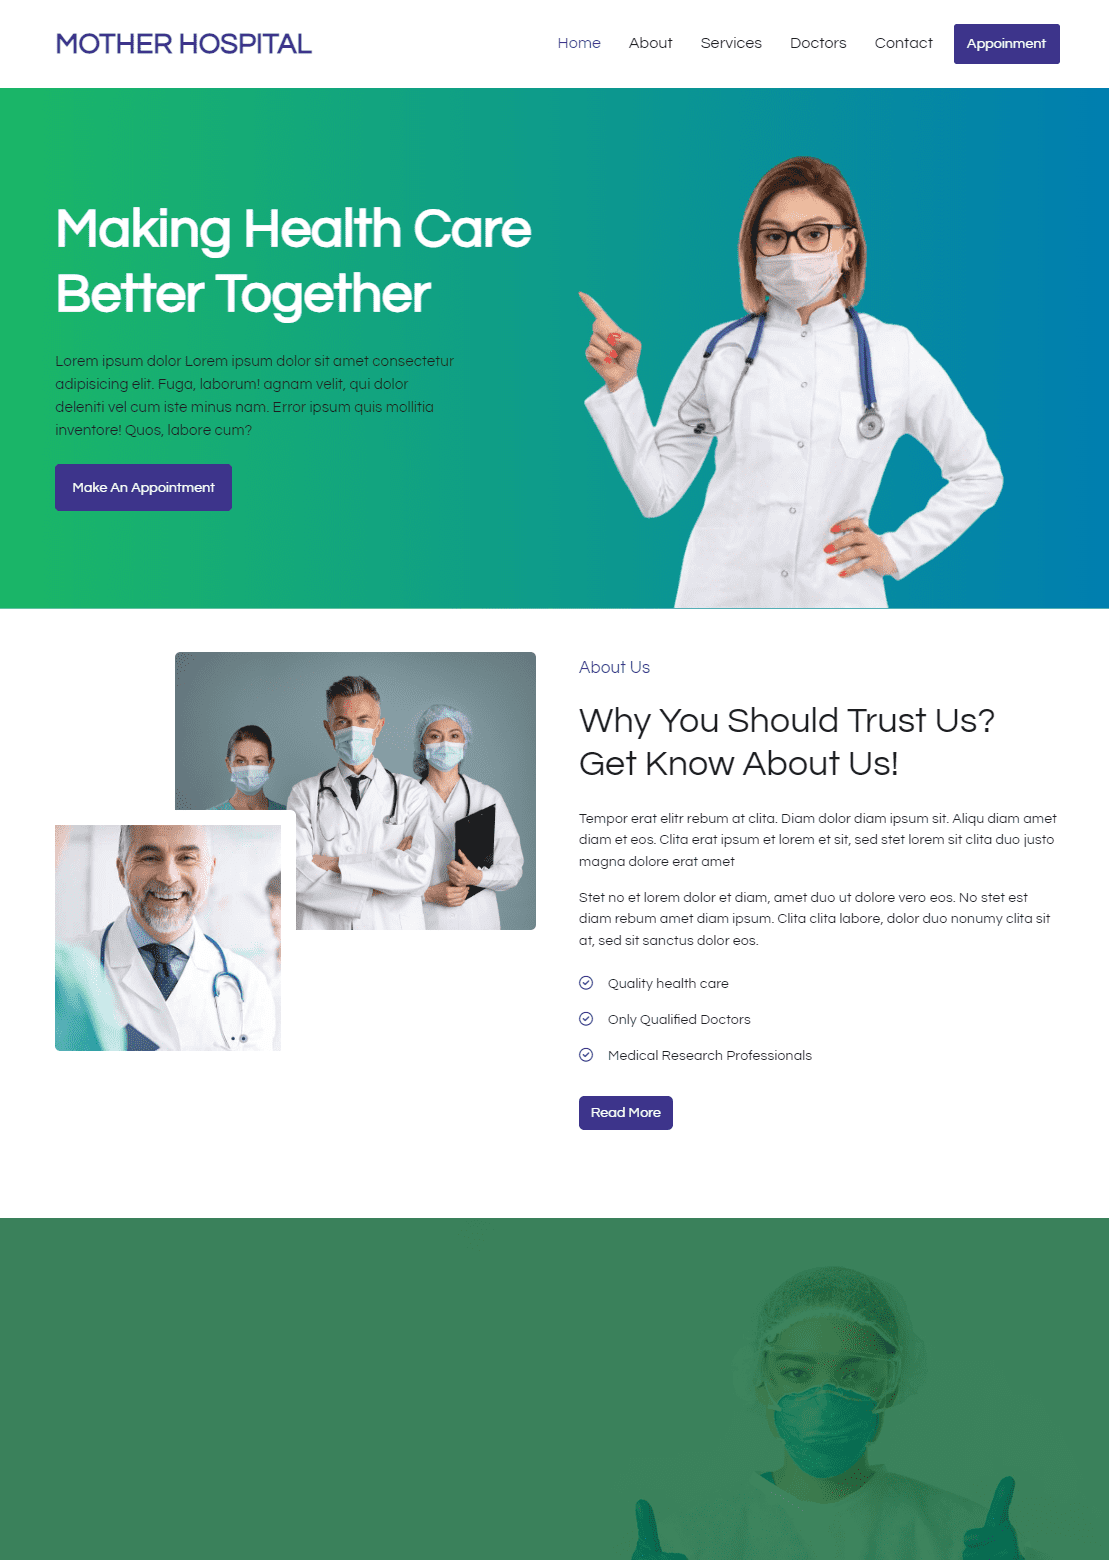 MOTHER HOSPITAL
Home
About
Services
Doctors
Contact
Appoinment
Making Health Care
Better Together
Lorem ipsum dolor Lorem ipsum dolor sit amet consectetur
adipisicing elit. Fuga, laborum! agnam velit, qui dolor
deleniti vel cum iste minus nam. Error ipsum quis mollitia
inventore! Quos, labore cum?
Make An Appointment
About Us
Why You Should Trust Us?
Get Know About Us!
Tempor erat elitr rebum at clita. Diam dolor diam ipsum sit. Aliqu diam amet
diam et eos. Clita erat ipsum et lorem et sit, sed stet lorem sit clita duo justo
magna dolore erat amet
Stet no et lorem dolor et diam, amet duo ut dolore vero eos. No stet est
diam rebum amet diam ipsum. Clita clita labore, dolor duo nonumy clita sit
at, sed sit sanctus dolor eos.
Quality health care
Only Qualified Doctors
Medical Research Professionals
Read More